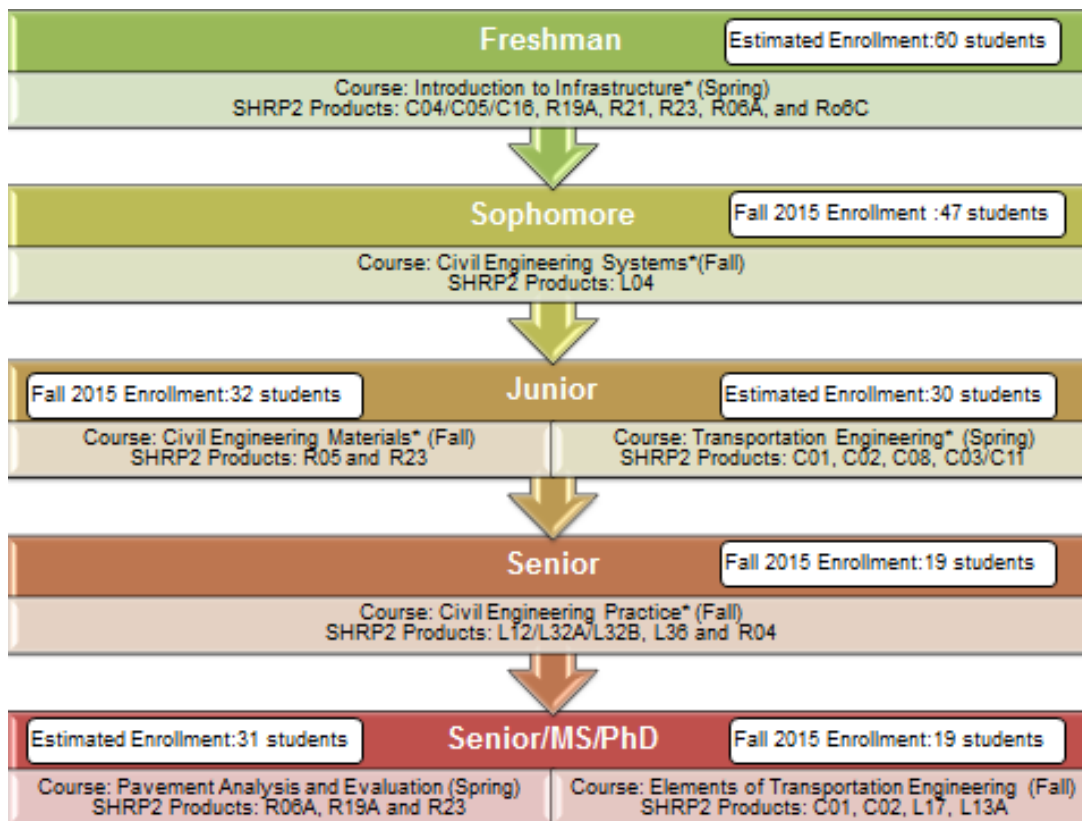 Freshman
Estimated Enrollment:60 students
Course: Introduction to Infrastructure* (Spring)
SHRP2 Products: C04/C05/C16, R19A, R21, R23, R06A, and Ro6C
Sophomore
Fall 2015 Enrollment :47 students
Course: Civil Engineering Systems*(Fall)
SHRP2 Products: L04
Fall 2015 Enrollment:32 students
Junior
Estimated Enrollment:30 students
Course: Civil Engineering Materials* (Fall)
SHRP2 Products: R05 and R23
Course: Transportation Engineering* (Spring)
SHRP2 Products: C01, C02, C08, C03/C11
Senior
Fall 2015 Enrollment:19 students
Course: Civil Engineering Practice* (Fall)
SHRP2 Products: L12/L32A/L32B, L36 and R04
Estimated Enrollment:31 students
Senior/MS/PhD
Fall 2015 Enrollment:19 students
Course: Pavement Analysis and Evaluation (Spring)
SHRP2 Products: R06A, R19A and R23
Course: Elements of Transportation Engineering (Fall)
SHRP2 Products: C01, C02, L17, L13A